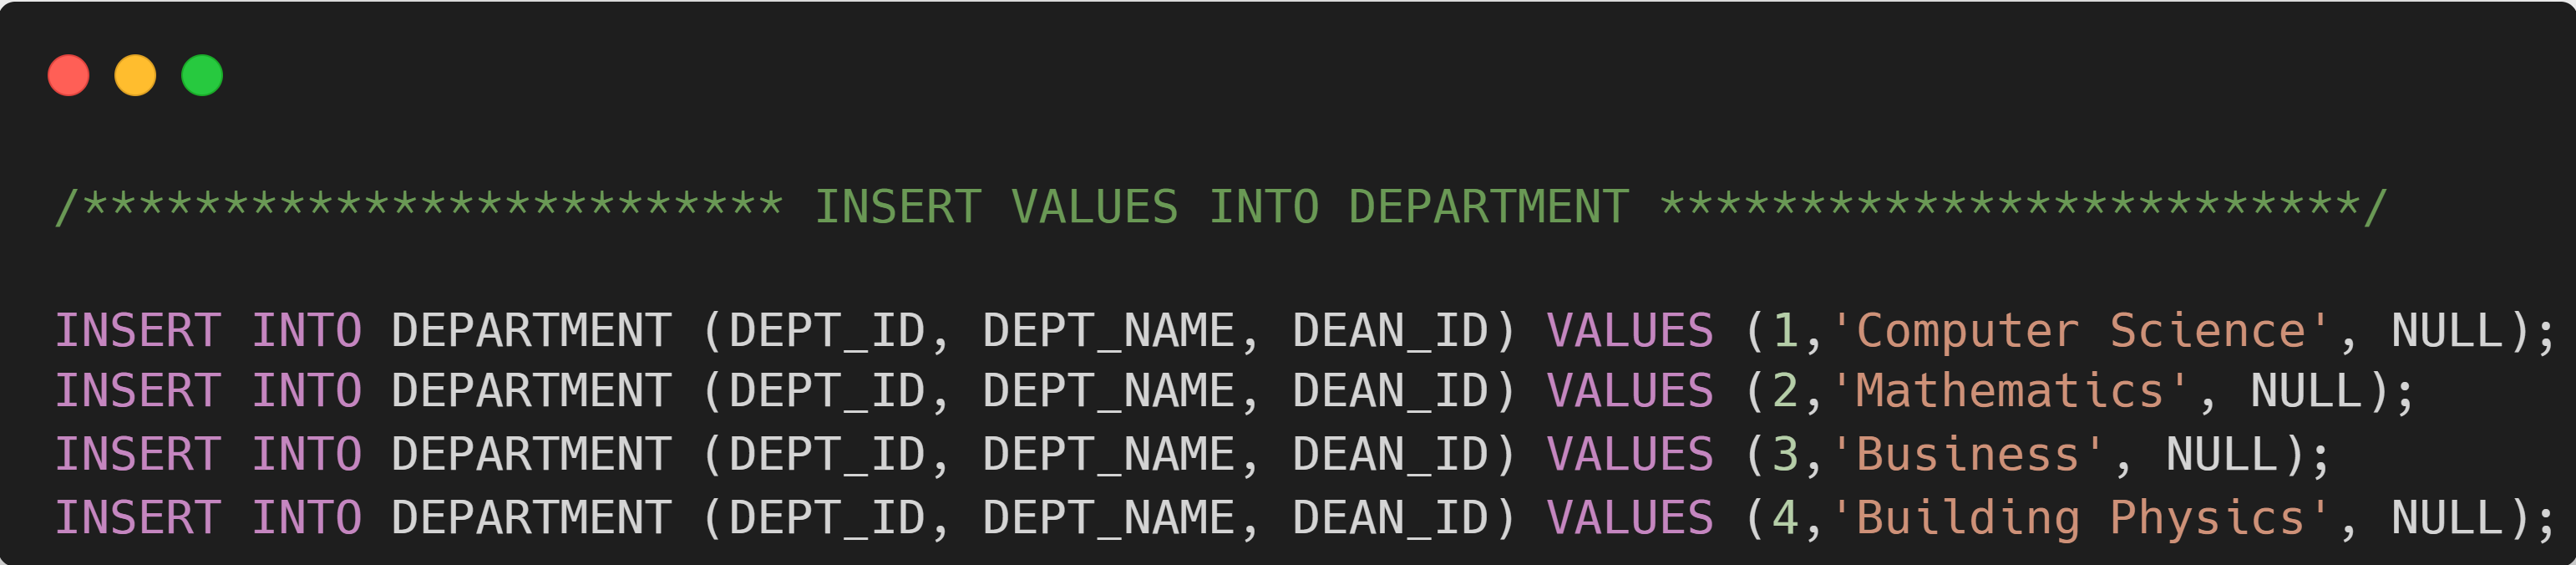 /************************* INSERT VALUES INTO DEPARTMENT *************************/
INSERT INTO DEPARTMENT (DEPT_ID, DEPT_NAME, DEAN_ID) VALUES (1,'Computer Science', NULL);
INSERT INTO DEPARTMENT (DEPT_ID, DEPT_NAME, DEAN_ID) VALUES (2,'Mathematics', NULL);
INSERT INTO DEPARTMENT (DEPT_ID, DEPT_NAME, DEAN_ID) VALUES (3,'Business', NULL);
INSERT INTO DEPARTMENT (DEPT_ID, DEPT_NAME, DEAN_ID) VALUES (4,'Building Physics', NULL);